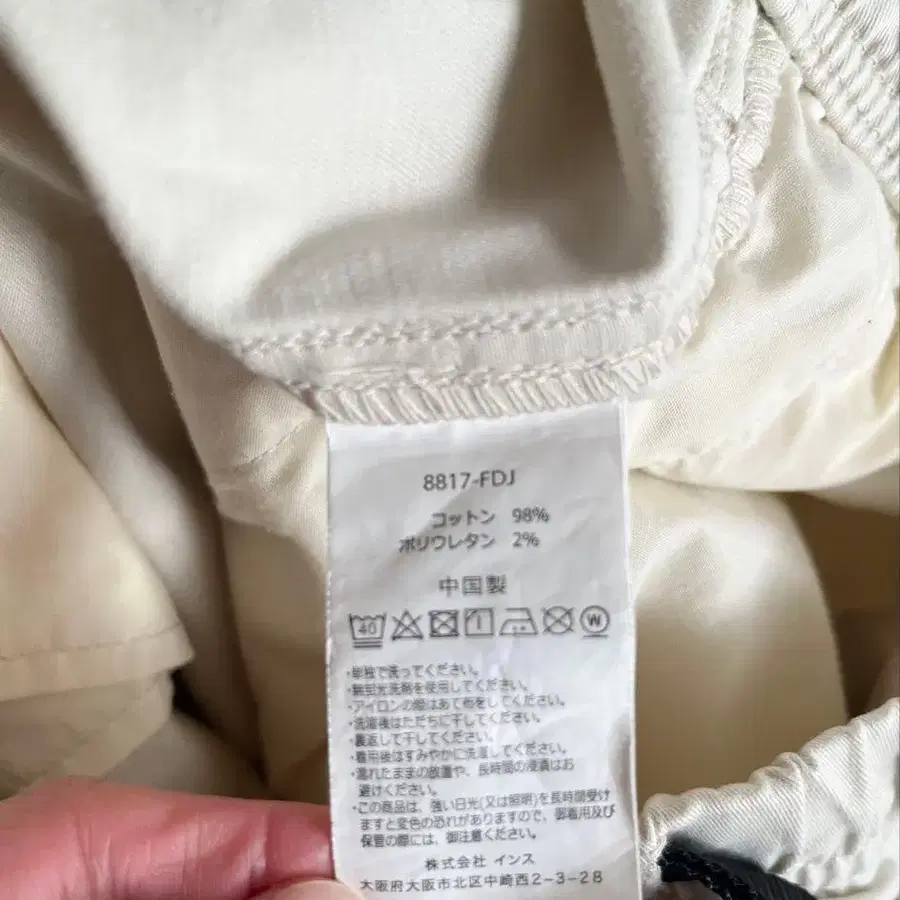 8817-FDJ
コットン 98%
ポリウレタン 2%
中国製
40 W
・単独で洗ってください。
・無蛍光洗剤を使用してください。
・アイロンの際はあて布をしてください。
・洗濯後はただちに干してください。
・裏返して干してください。
・着用後はすみやかに洗濯してください。
・濡れたままの放置や、長時間の浸漬はお
避けください。
・この商品は、強い日光(又は照明)を長時間受け
ますと変色の恐れがありますので、御着用及び
保管の際には、御注意ください。
株式会社 インス
大阪府大阪市北区中崎西2-3-28